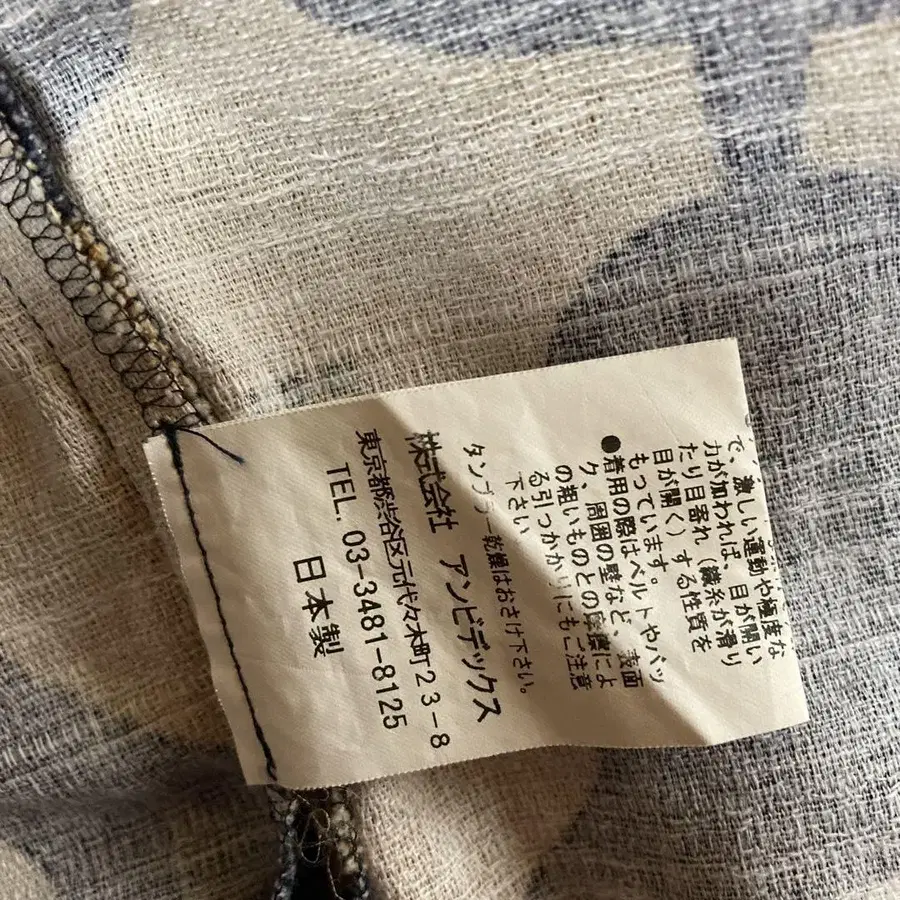 で、激しい運動や極度な
力が加われば、目が開い
たり目寄れ（織糸が滑り
目が開く）する性質を
もっています。
●着用の際はベルトやバッ
グ、周囲の壁など、表面
の粗いものとの摩擦によ
る引っかかりにもご注意
下さい。
タンブラー乾燥はおさけ下さい。
株式会社 アンビデックス
東京都渋谷区元代々木町23-8
TEL. 03-3481-8125
日本製